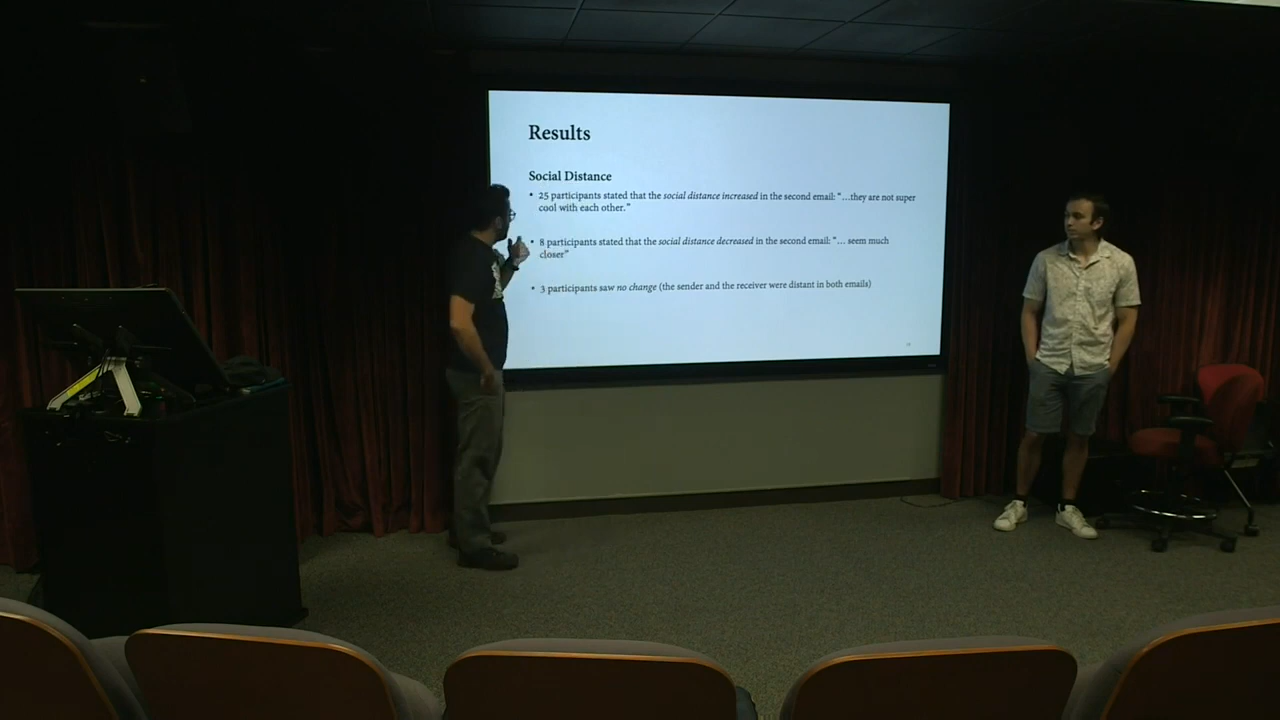 Results
Social Distance
• 25 participants stated that the social distance increased in the second email: “…they are not super
cool with each other.”
• 8 participants stated that the social distance decreased in the second email: “… seem much
closer”
• 3 participants saw no change (the sender and the receiver were distant in both emails)